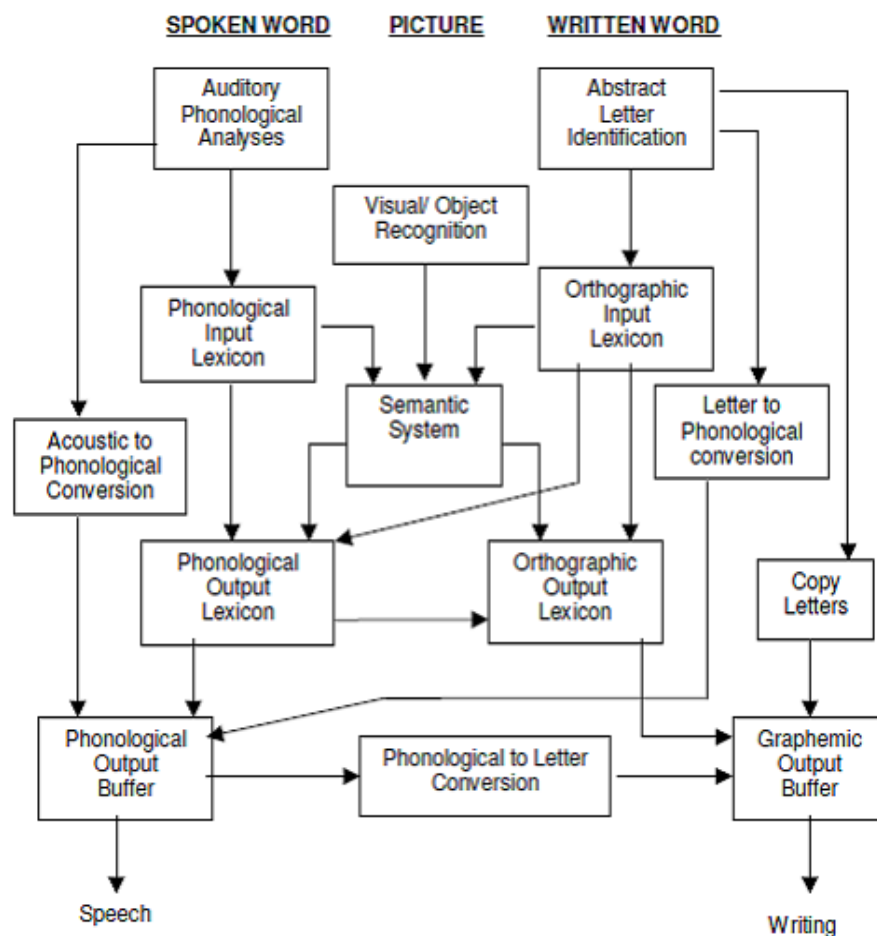 SPOKEN WORD PICTURE WRITTEN WORD
Auditory
Phonological
Analyses
Abstract
Letter
Identification
Visual/ Object
Recognition
Phonological
Input
Lexicon
Orthographic
Input
Lexicon
Semantic
System
Letter to
Phonological
conversion
Acoustic to
Phonological
Conversion
Phonological
Output
Lexicon
Orthographic
Output
Lexicon
Copy
Letters
Phonological
Output
Buffer
Phonological to Letter
Conversion
Graphemic
Output
Buffer
Speech
Writing